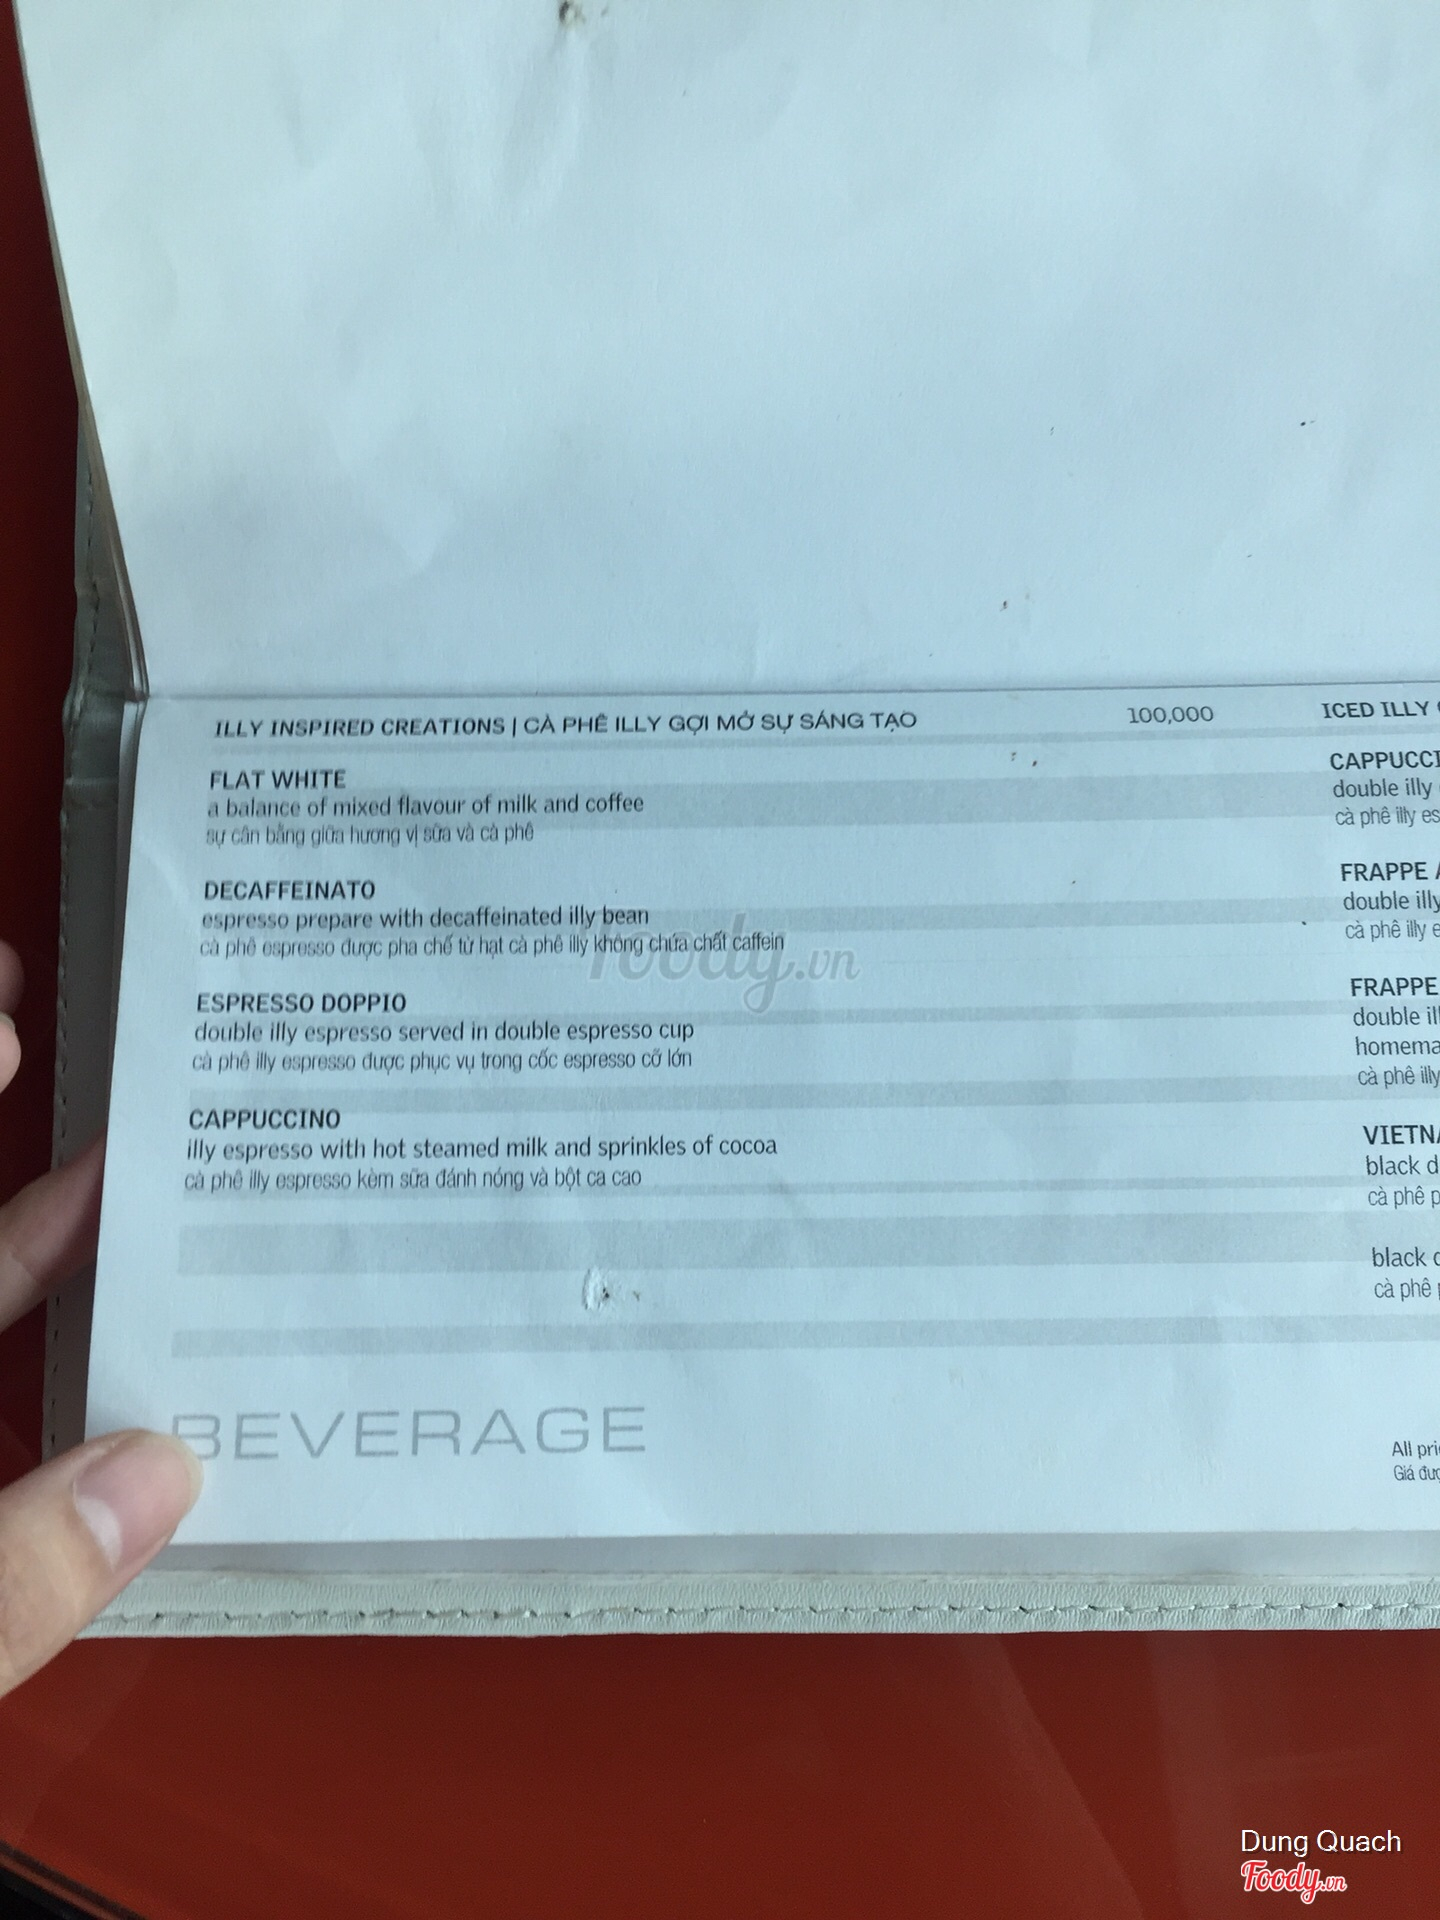 ILLY INSPIRED CREATIONS | CÀ PHÊ ILLY GỢI MỞ SỰ SÁNG TẠO 100,000
FLAT WHITE
a balance of mixed flavour of milk and coffee
sự cân bằng giữa hương vị sữa và cà phê
DECAFFEINATO
espresso prepare with decaffeinated illy bean
cà phê espresso được pha chế từ hạt cà phê illy không chứa chất caffein
ESPRESSO DOPPIO
double illy espresso served in double espresso cup
cà phê illy espresso được phục vụ trong cốc espresso cỡ lớn
CAPPUCCINO
illy espresso with hot steamed milk and sprinkles of cocoa
cà phê illy espresso kèm sữa đánh nóng và bột ca cao
ICED ILLY
CAPPUCCI
double illy
cà phê illy es
FRAPPE
double illy
cà phê illy e
FRAPPE
double il
homema
cà phê illy
VIETN
black d
cà phê p
black
cà phê
BEVERAGE
All pri
Giá đư
foody.vn
Dung Quach
Foody.vn